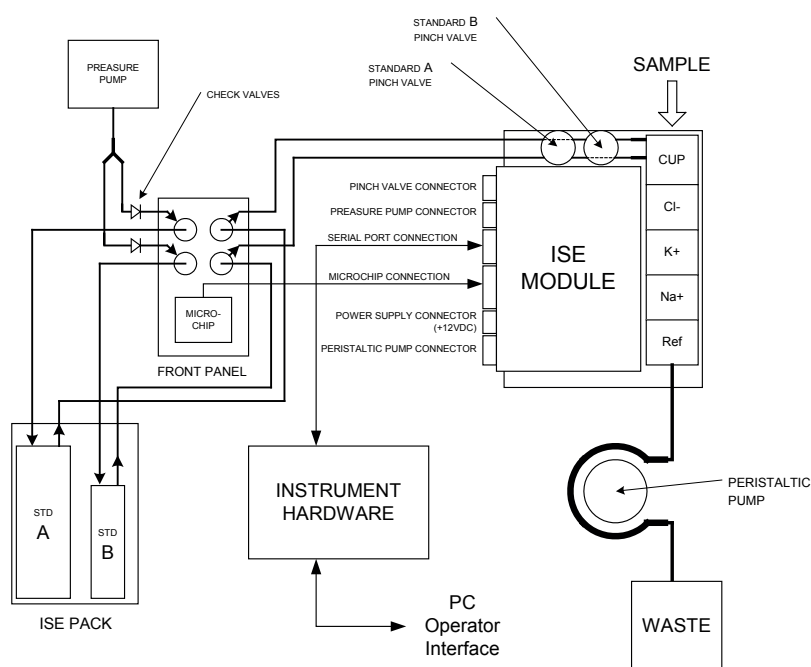 STANDARD B
PINCH VALVE
STANDARD A
PINCH VALVE
PREASURE
PUMP
CHECK VALVES
SAMPLE
CUP
Cl-
K+
Na+
Ref
PINCH VALVE CONNECTOR
PREASURE PUMP CONNECTOR
SERIAL PORT CONNECTION
MICROCHIP CONNECTION
POWER SUPPLY CONNECTOR
(+12VDC)
PERISTALTIC PUMP CONNECTOR
ISE
MODULE
MICRO-
CHIP
FRONT PANEL
STD
A
STD
B
ISE PACK
INSTRUMENT
HARDWARE
PERISTALTIC
PUMP
PC
Operator
Interface
WASTE